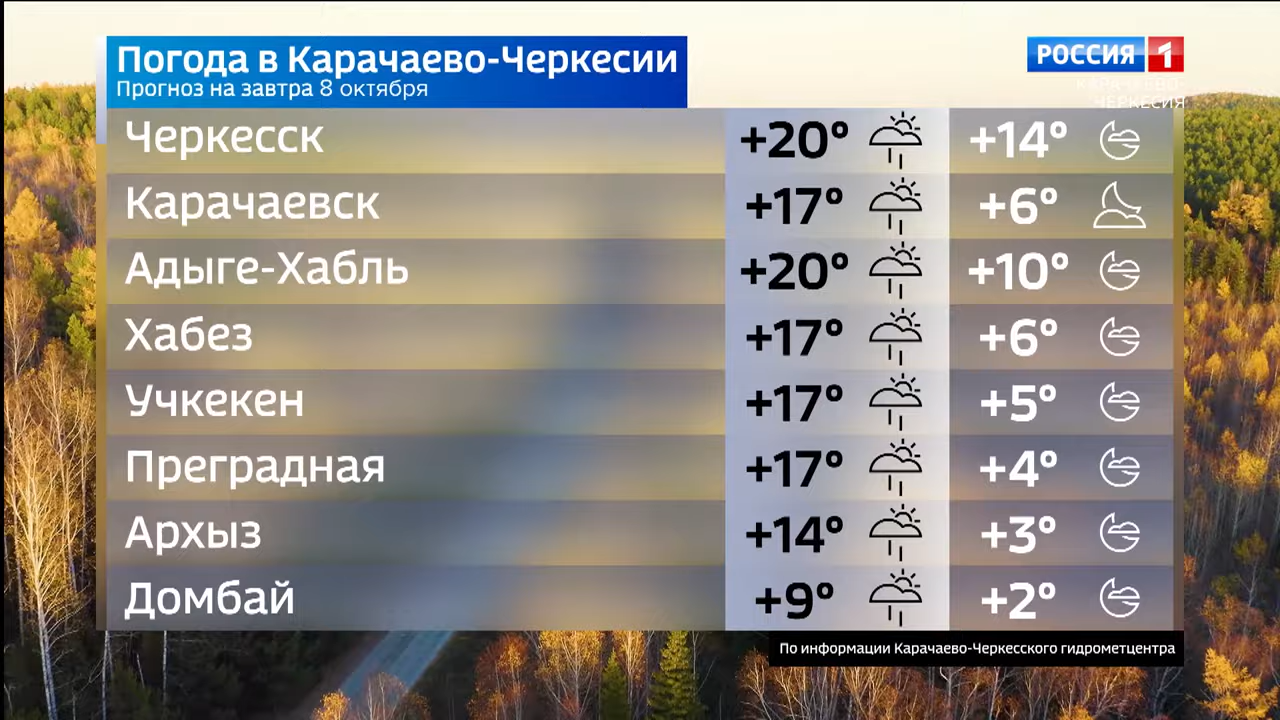 Погода в Карачаево-Черкесии
Прогноз на завтра 8 октября
РОССИЯ 1
КАРАЧАЕВО-
ЧЕРКЕСИЯ
Черкесск +20° +14°
Карачаевск +17° +6°
Адыге-Хабль +20° +10°
Хабез +17° +6°
Учкекен +17° +5°
Преградная +17° +4°
Архыз +14° +3°
Домбай +9° +2°
По информации Карачаево-Черкесского гидрометцентра